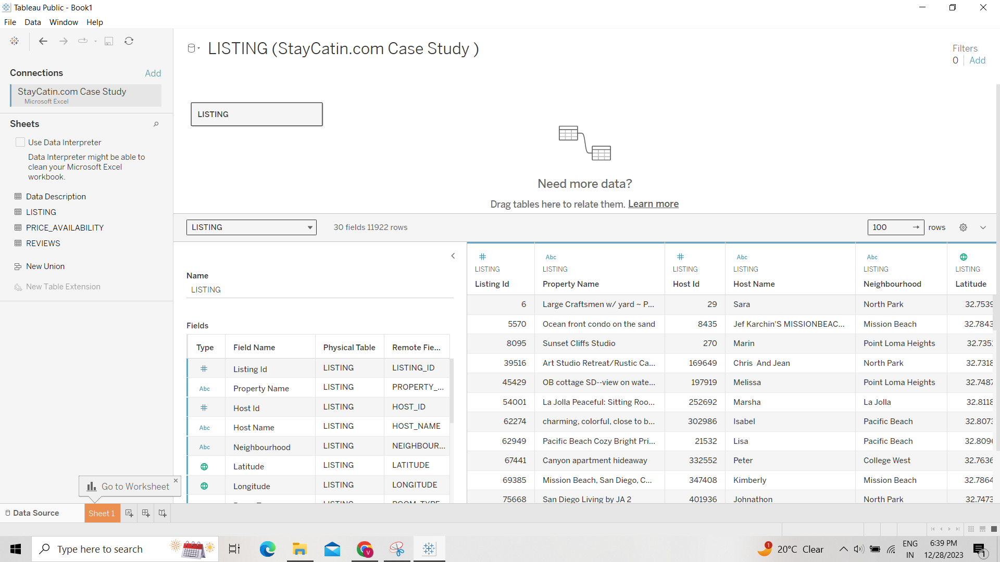 Tableau Public - Book1
File Data Window Help
Connections Add
StayCatin.com Case Study
Microsoft Excel
Sheets
Use Data Interpreter
Data Interpreter might be able to
clean your Microsoft Excel
workbook.
Data Description
LISTING
PRICE_AVAILABILITY
REVIEWS
New Union
New Table Extension
LISTING (StayCatin.com Case Study )
Filters
0 Add
LISTING
Need more data?
Drag tables here to relate them. Learn more
LISTING 30 fields 11922 rows 100 rows
Name
LISTING
Fields
Type Field Name Physical Table Remote Fie...
# Listing Id LISTING LISTING_ID
Abc Property Name LISTING PROPERTY_...
# Host Id LISTING HOST_ID
Abc Host Name LISTING HOST_NAME
Abc Neighbourhood LISTING NEIGHBOUR...
Latitude LISTING LATITUDE
Longitude LISTING LONGITUDE
# Abc # Abc Abc
LISTING LISTING LISTING LISTING LISTING LISTING
Listing Id Property Name Host Id Host Name Neighbourhood Latitude
6 Large Craftsmen w/ yard ~ P... 29 Sara North Park 32.7539
5570 Ocean front condo on the sand 8435 Jef Karchin'S MISSIONBEAC... Mission Beach 32.7843
8095 Sunset Cliffs Studio 270 Marin Point Loma Heights 32.735
39516 Art Studio Retreat/Rustic Ca... 169649 Chris And Jean North Park 32.7318
45429 OB cottage SD--view on wate... 197919 Melissa Point Loma Heights 32.7487
54001 La Jolla Peaceful: Sitting Roo... 252692 Marsha La Jolla 32.8118
62274 charming, colorful, close to b... 302986 Isabel Pacific Beach 32.8073
62949 Pacific Beach Cozy Bright Pri... 21532 Lisa Pacific Beach 32.809
67441 Canyon apartment hideaway 332552 Peter College West 32.7636
69385 Mission Beach, San Diego, C... 347408 Kimberly Mission Beach 32.7864
75668 San Diego Living by JA 2 401936 Johnathon North Park 32.7473
Go to Worksheet
Data Source Sheet 1
Type here to search
1
20°C Clear
ENG
IN
6:39 PM
12/28/2023
1